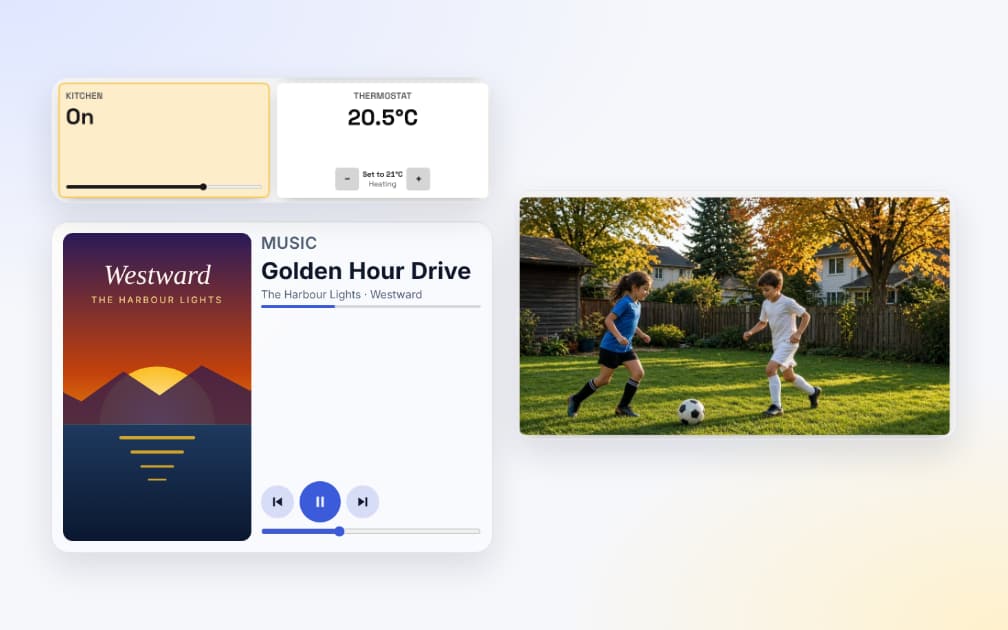 KITCHEN
On
THERMOSTAT
20.5°C
−
Set to 21°C
Heating
+
Westward
THE HARBOUR LIGHTS
MUSIC
Golden Hour Drive
The Harbour Lights · Westward